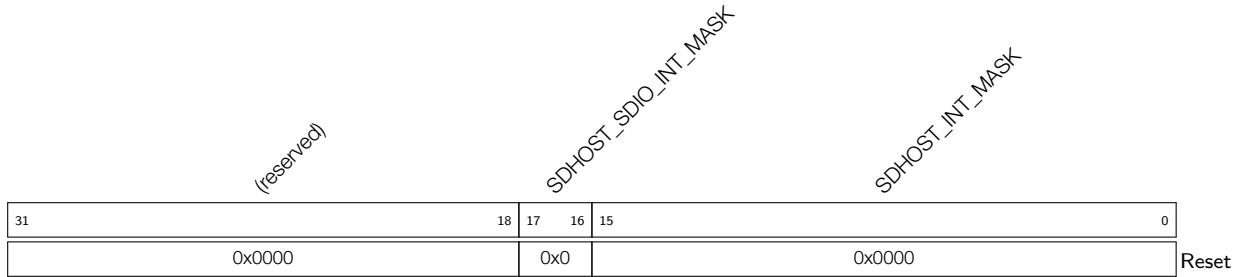 (reserved)
SDHOST_SDIO_INT_MASK
SDHOST_INT_MASK
31 18 17 16 15 0
0x0000 0x0 0x0000 Reset